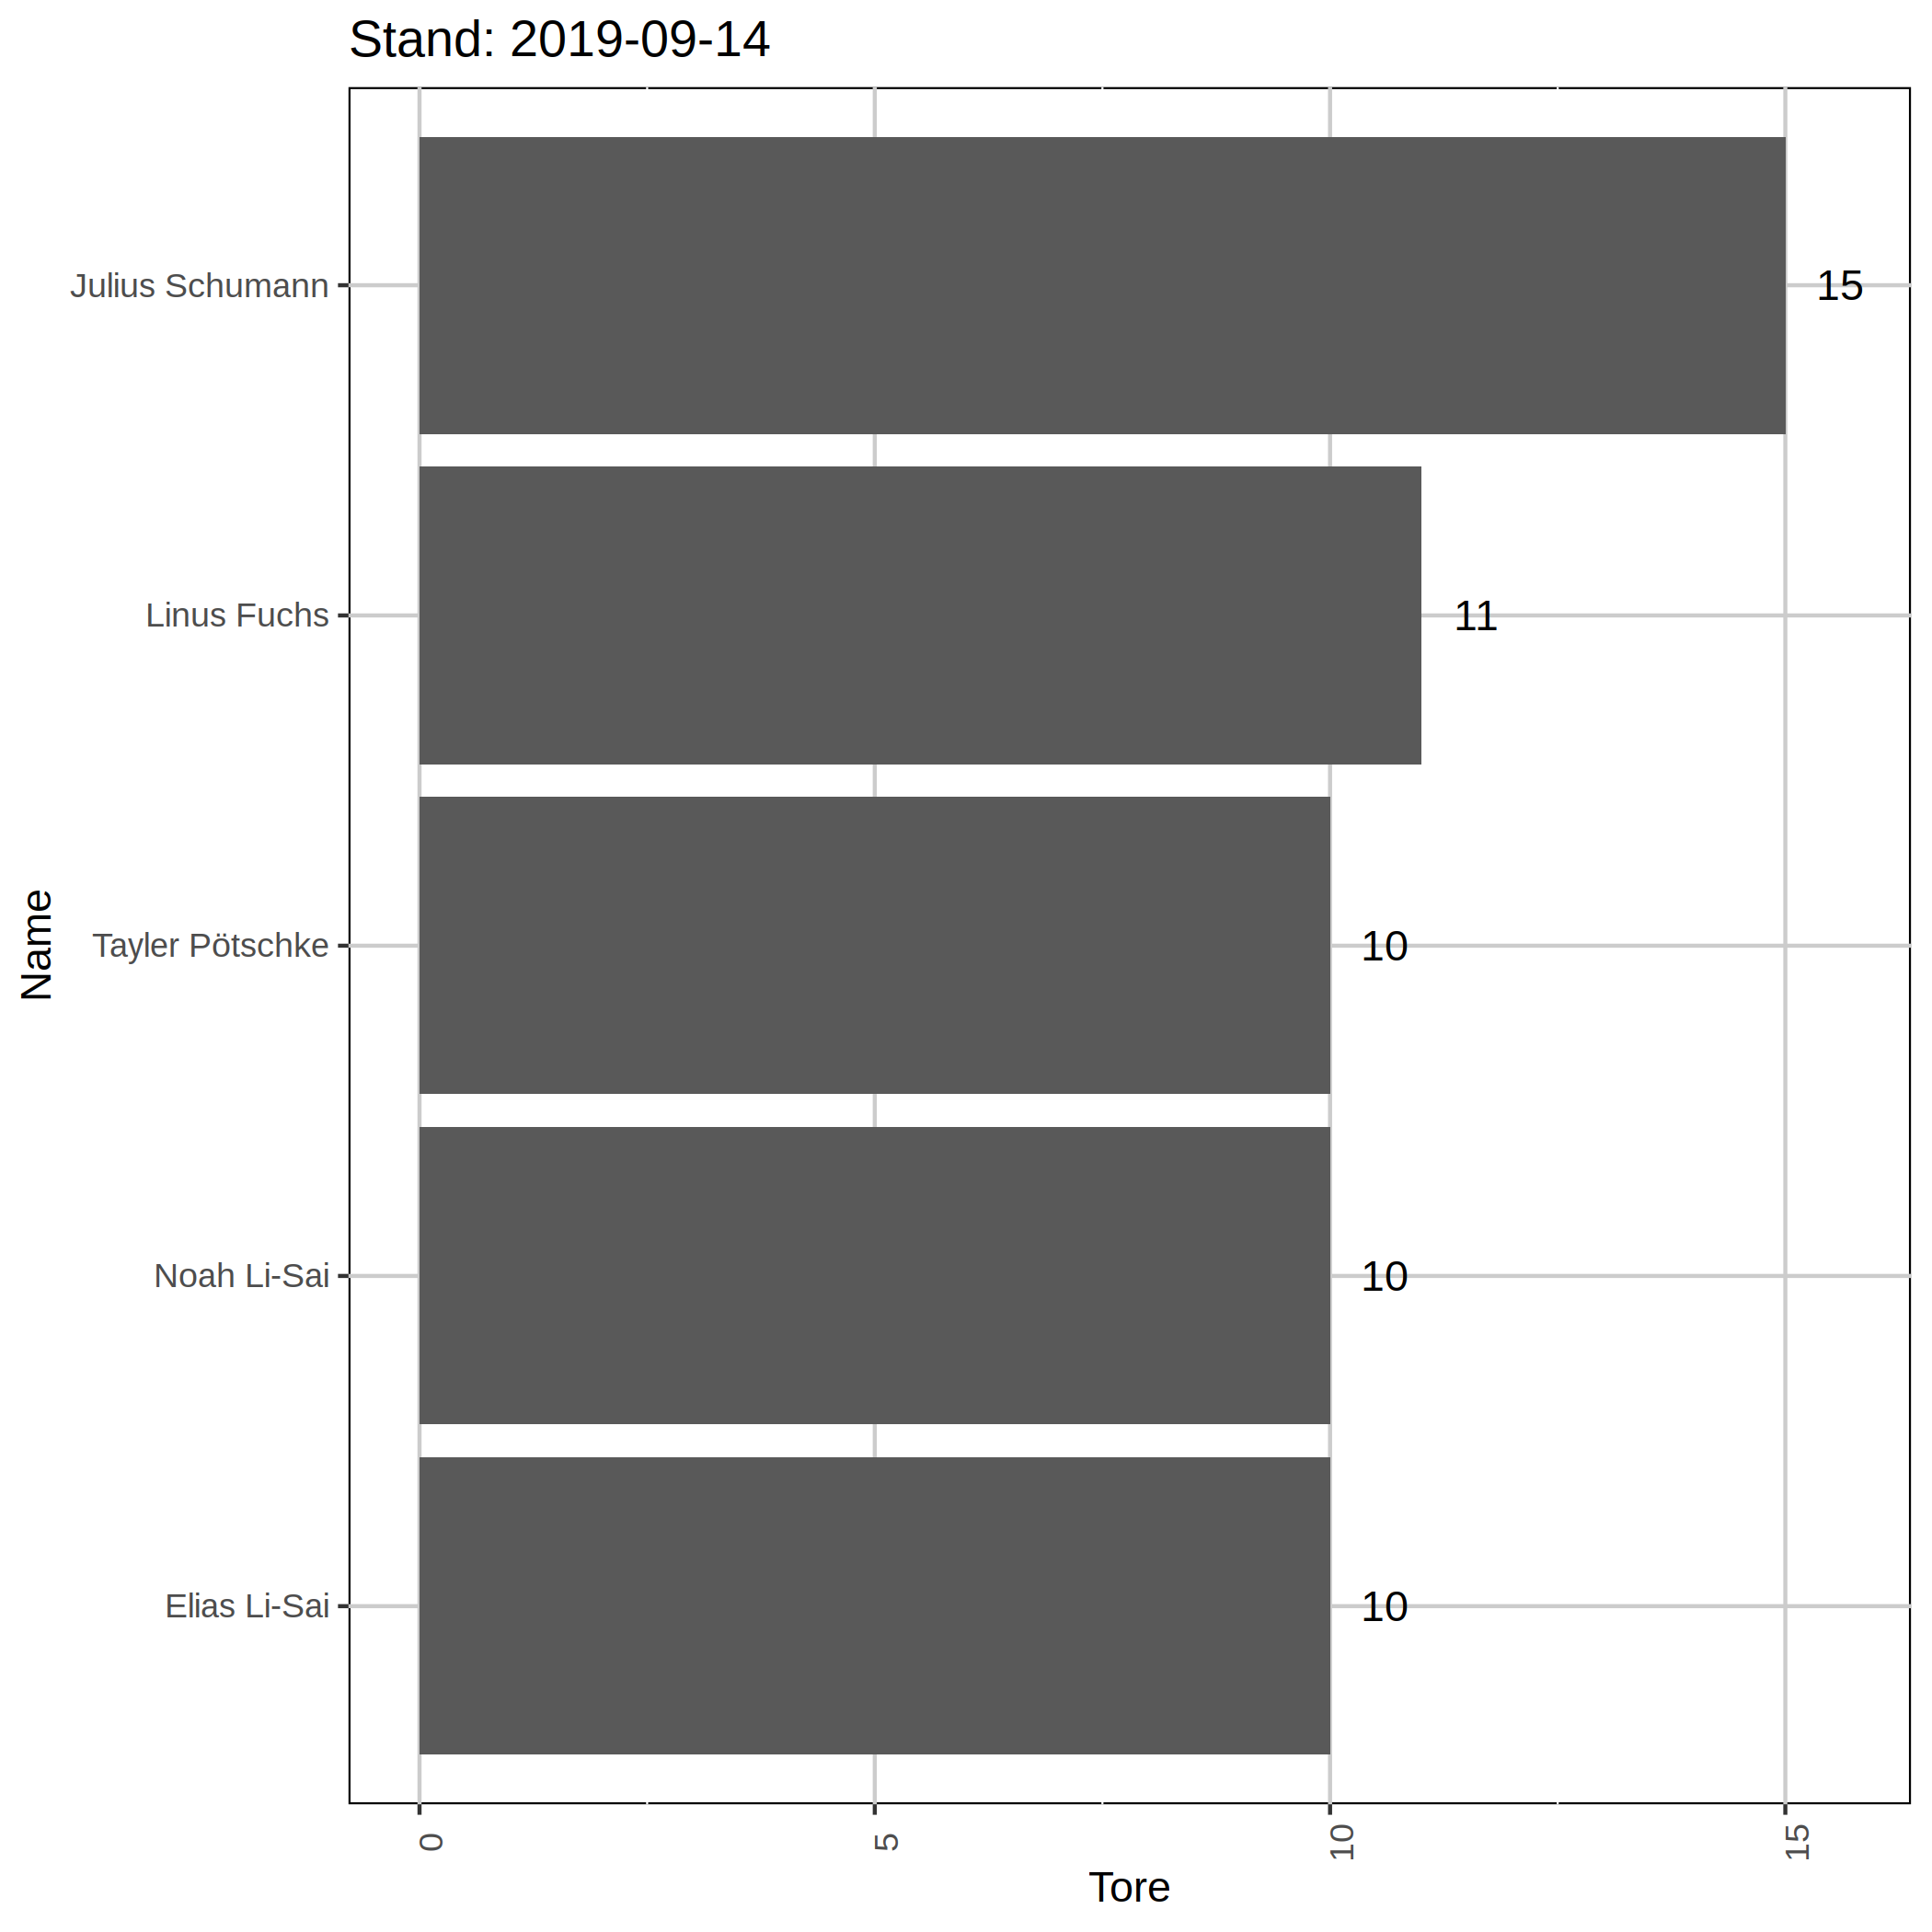 Stand: 2019-09-14
Julius Schumann
15
Linus Fuchs
11
Name
Tayler Pötschke
10
Noah Li-Sai
10
Elias Li-Sai
10
0
5
10
15
Tore